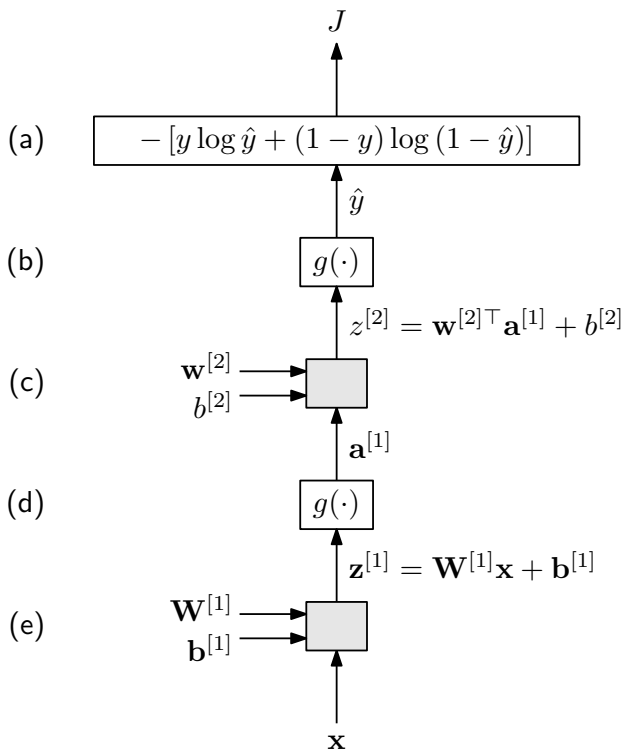 J
(a) − [y log ŷ + (1 − y) log (1 − ŷ)]
ŷ
(b) g(·)
z^[2] = w^[2]⊤ a^[1] + b^[2]
w^[2]
(c)
b^[2]
a^[1]
(d) g(·)
z^[1] = W^[1]x + b^[1]
W^[1]
(e)
b^[1]
x